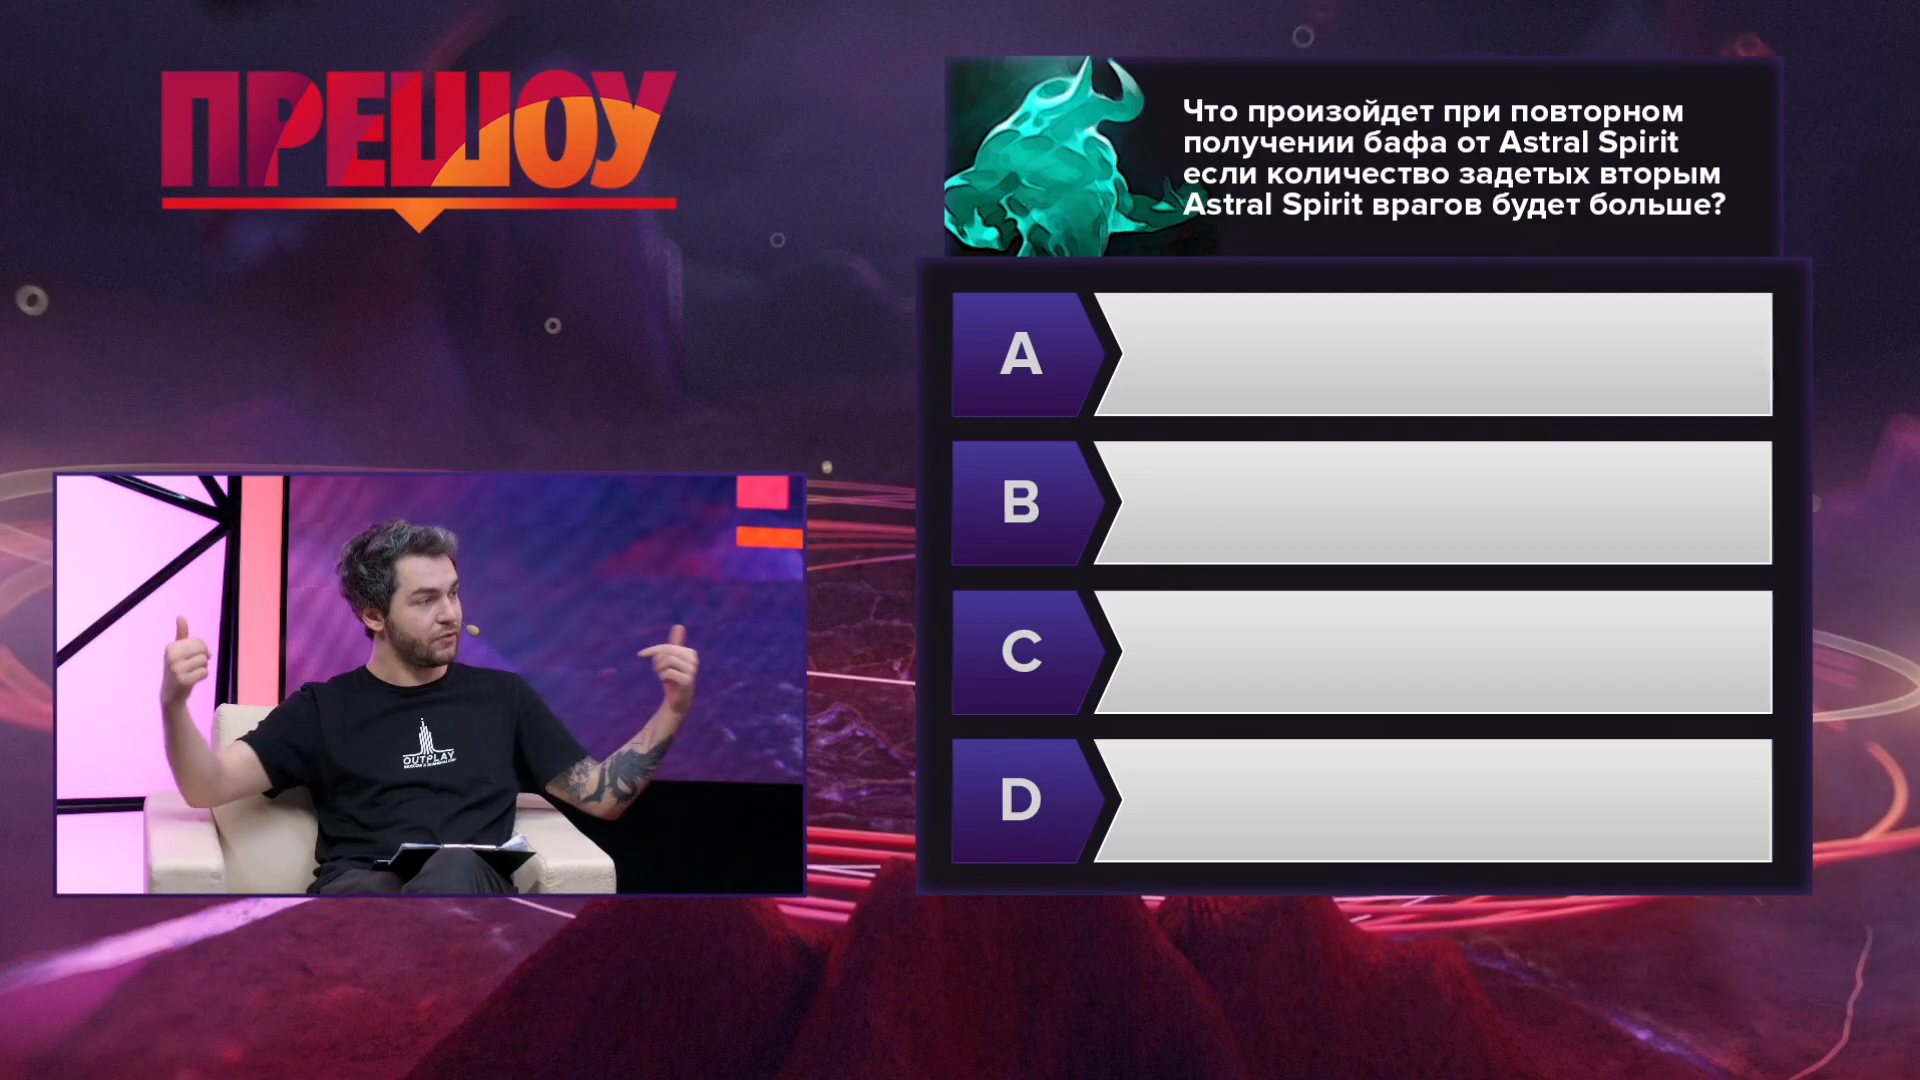 ПРЕШОУ
Что произойдет при повторном
получении бафа от Astral Spirit
если количество задетых вторым
Astral Spirit врагов будет больше?
A
B
C
D
OUTPLAY